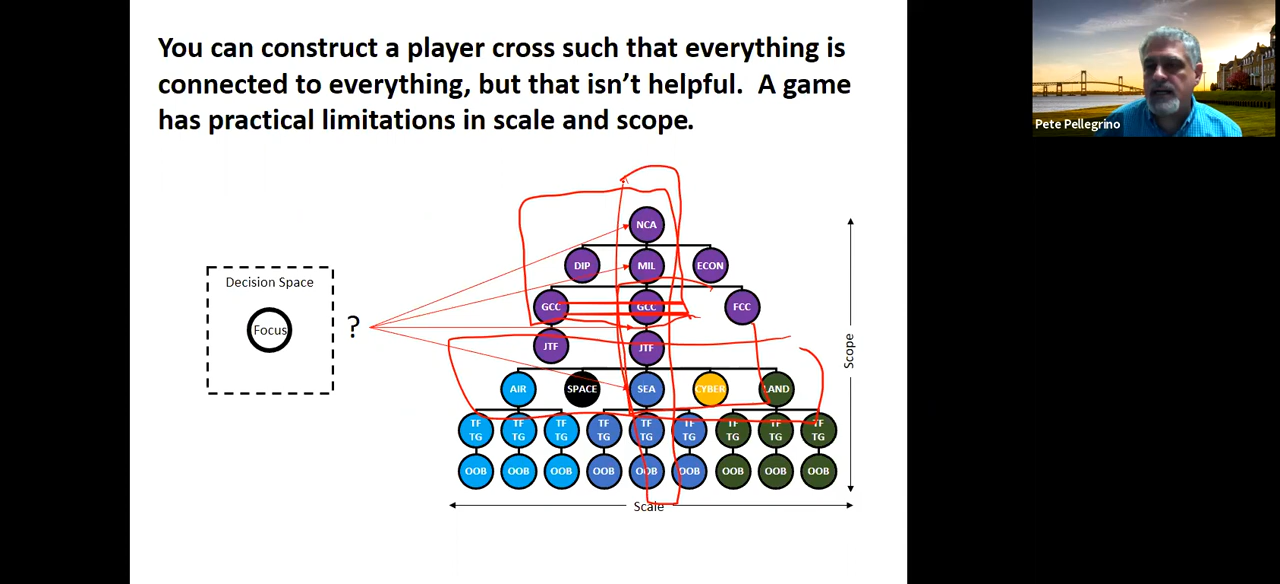 You can construct a player cross such that everything is
connected to everything, but that isn't helpful. A game
has practical limitations in scale and scope.
Pete Pellegrino
NCA
DIP MIL ECON
Decision Space
Focus
?
GCC GCC FCC
JTF JTF
AIR SPACE SEA CYBER LAND
TF TF TF TF TF TF TF TF TF
TG TG TG TG TG TG TG TG TG
OOB OOB OOB OOB OOB OOB OOB OOB OOB
Scope
Scale